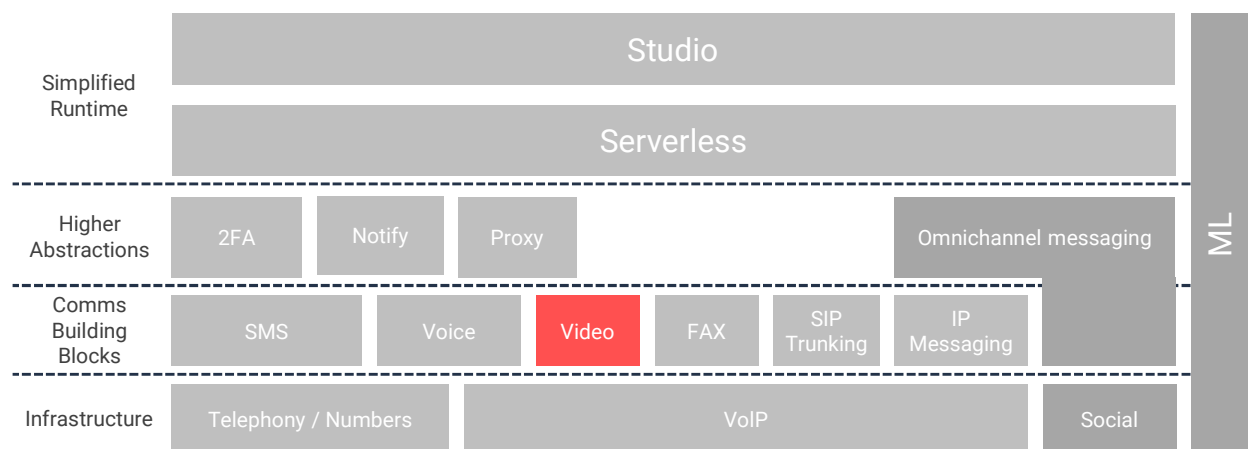 Studio
Simplified
Runtime
Serverless
ML
Higher
Abstractions
2FA
Notify
Proxy
Omnichannel messaging
Comms
Building
Blocks
SMS
Voice
Video
FAX
SIP
Trunking
IP
Messaging
Infrastructure
Telephony / Numbers
VoIP
Social